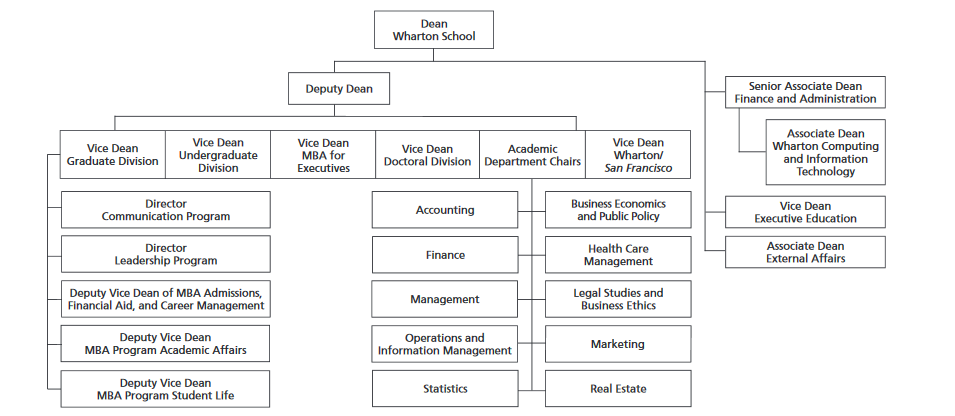 Dean
Wharton School
Deputy Dean
Senior Associate Dean
Finance and Administration
Associate Dean
Wharton Computing
and Information
Technology
Vice Dean
Executive Education
Associate Dean
External Affairs
Vice Dean
Graduate Division
Vice Dean
Undergraduate
Division
Vice Dean
MBA for
Executives
Vice Dean
Doctoral Division
Academic
Department Chairs
Vice Dean
Wharton/
San Francisco
Director
Communication Program
Director
Leadership Program
Deputy Vice Dean of MBA Admissions,
Financial Aid, and Career Management
Deputy Vice Dean
MBA Program Academic Affairs
Deputy Vice Dean
MBA Program Student Life
Accounting
Finance
Management
Operations and
Information Management
Statistics
Business Economics
and Public Policy
Health Care
Management
Legal Studies and
Business Ethics
Marketing
Real Estate